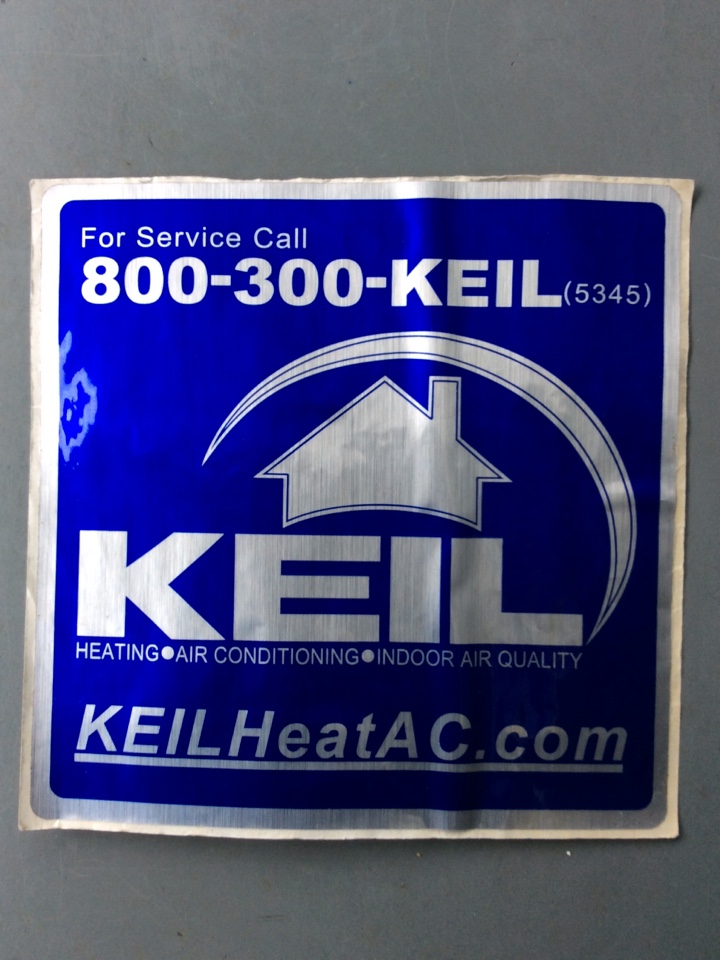 For Service Call
800-300-KEIL(5345)
KEIL
HEATING●AIR CONDITIONING●INDOOR AIR QUALITY
KEILHeatAC.com